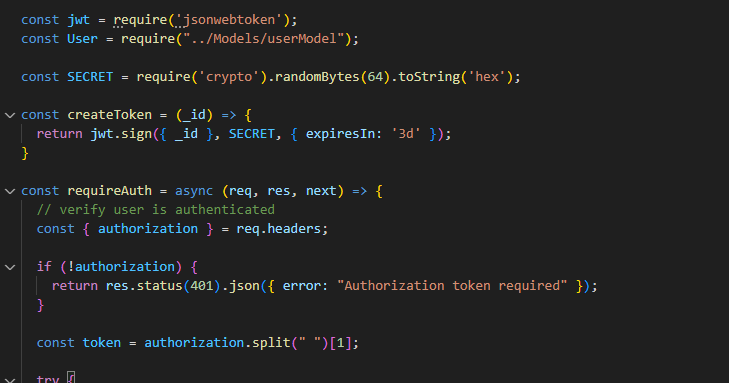 const jwt = require('jsonwebtoken');
const User = require("../Models/userModel");
const SECRET = require('crypto').randomBytes(64).toString('hex');
const createToken = (_id) => {
return jwt.sign({ _id }, SECRET, { expiresIn: '3d' });
}
const requireAuth = async (req, res, next) => {
// verify user is authenticated
const { authorization } = req.headers;
if (!authorization) {
return res.status(401).json({ error: "Authorization token required" });
}
const token = authorization.split(" ")[1];
try {